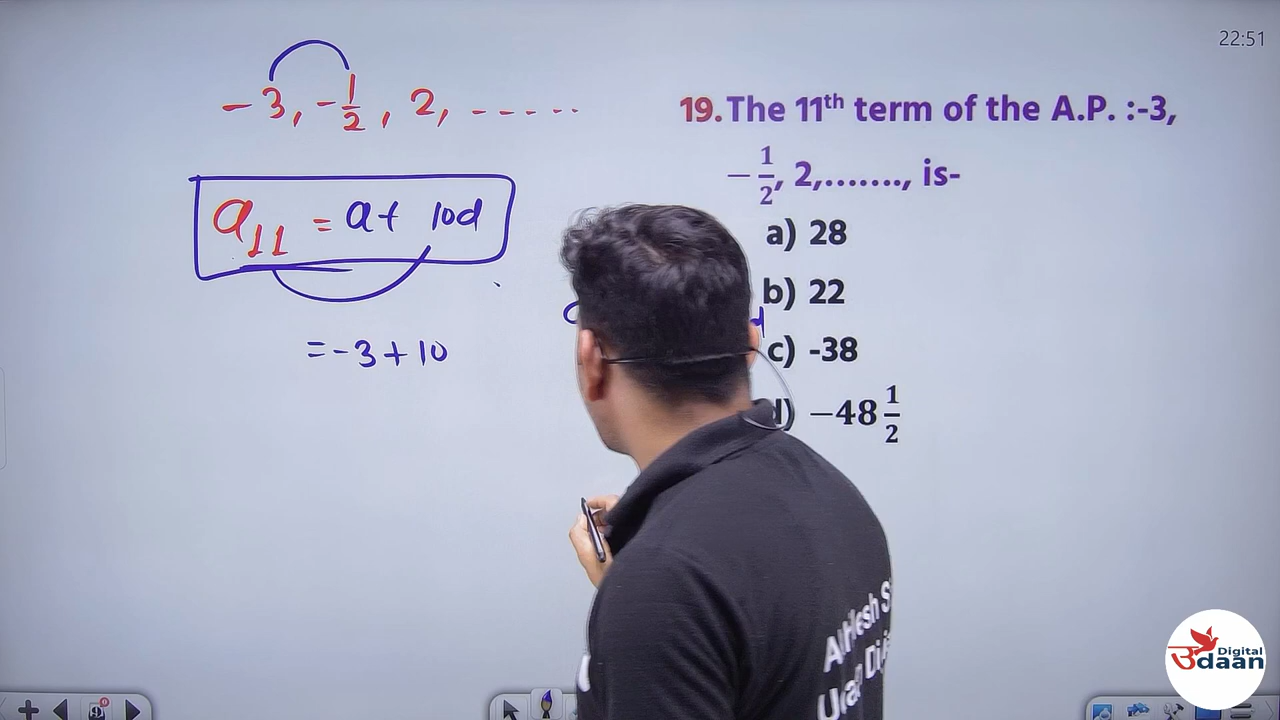 22:51
-3, -1/2, 2, -----
a11 = a+ 10d
=-3+10
19. The 11th term of the A.P. :-3,
-1/2, 2,......., is-
a) 28
b) 22
c) -38
d) -48 1/2
Digital
उdaan